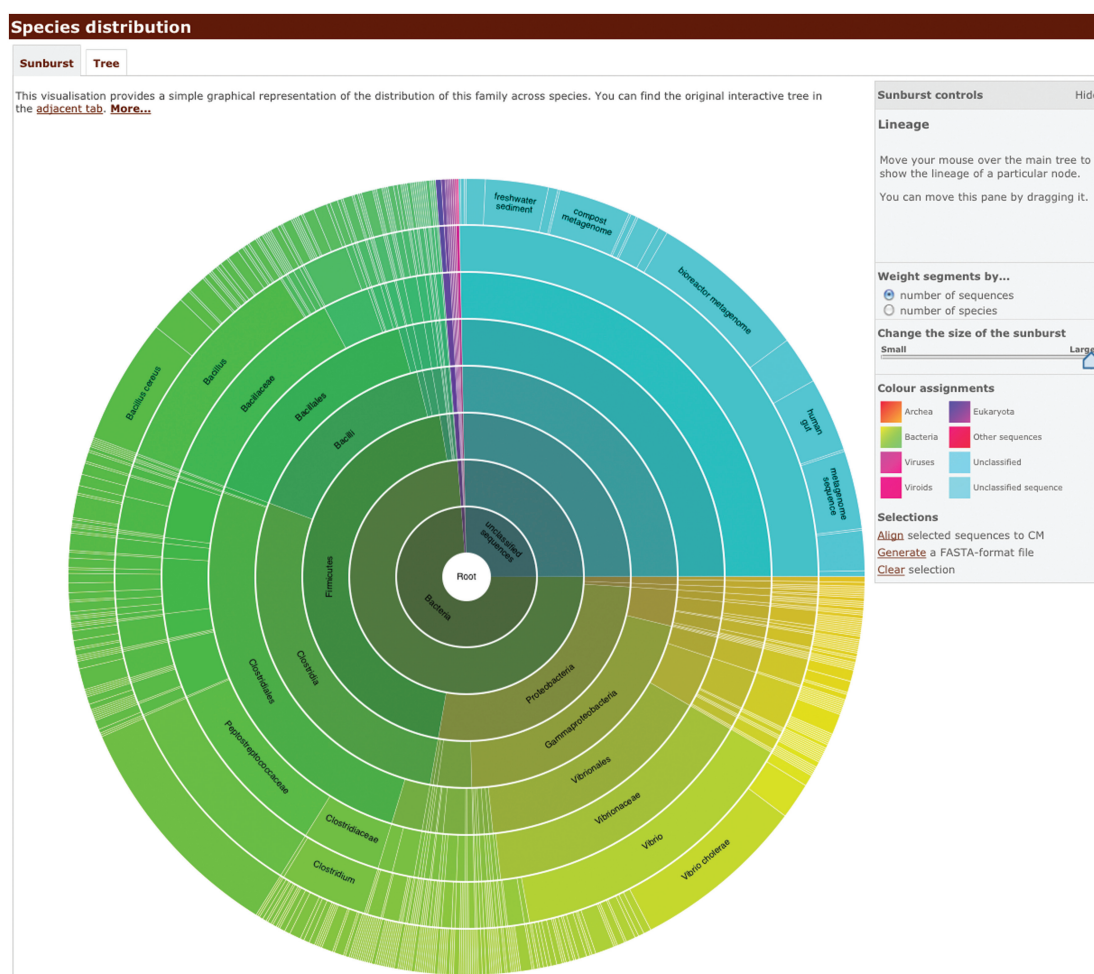 Species distribution
Sunburst
Tree
This visualisation provides a simple graphical representation of the distribution of this family across species. You can find the original interactive tree in
the adjacent tab. More...
Sunburst controls
Hide
Lineage
Move your mouse over the main tree to
show the lineage of a particular node.
You can move this pane by dragging it.
Weight segments by...
number of sequences
number of species
Change the size of the sunburst
Small
Large
Colour assignments
Archea
Eukaryota
Bacteria
Other sequences
Viruses
Unclassified
Viroids
Unclassified sequence
Selections
Align selected sequences to CM
Generate a FASTA-format file
Clear selection
freshwater
sediment
compost
metagenome
bioreactor metagenome
human
gut
metagenome
sequence
unclassified
sequences
Root
Bacteria
Firmicutes
Bacilli
Bacillales
Bacillaceae
Bacillus
Bacillus cereus
Clostridia
Clostridiales
Peptostreptococcaceae
Clostridiaceae
Clostridium
Proteobacteria
Gammaproteobacteria
Vibrionales
Vibrionaceae
Vibrio
Vibrio cholerae